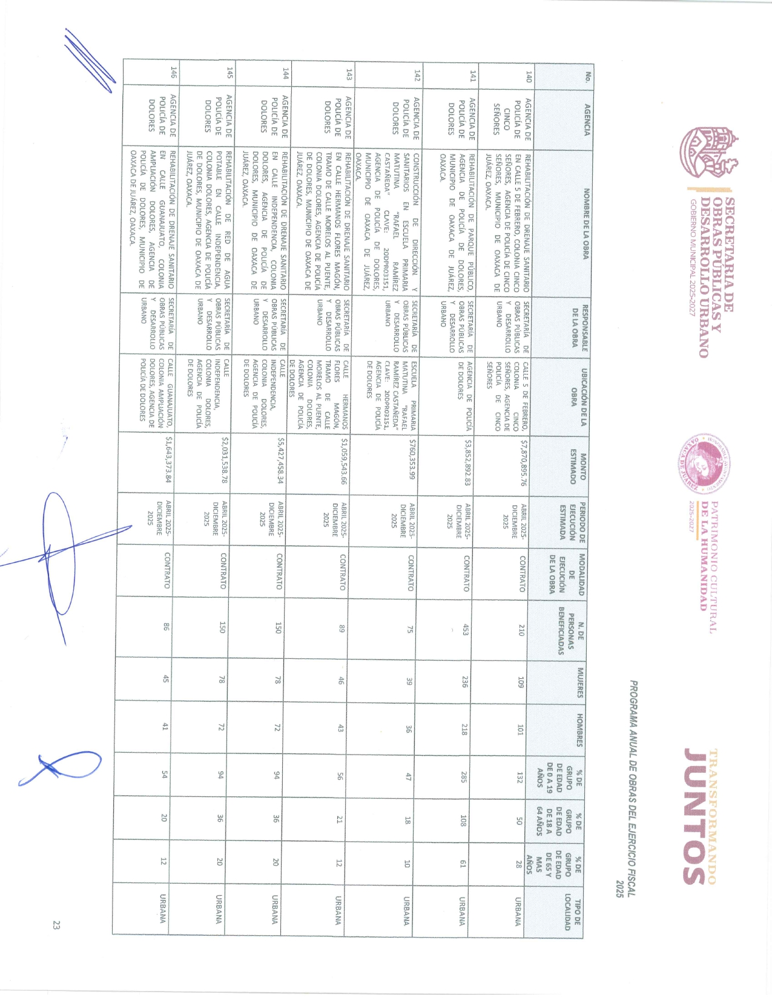 SECRETARÍA DE
OBRAS PÚBLICAS Y
DESARROLLO URBANO
GOBIERNO MUNICIPAL 2025-2027
HONORABLE AYUNTAMIENTO
OAXACA DE JUÁREZ
PATRIMONIO CULTURAL
DE LA HUMANIDAD
2025-2027
TRANSFORMANDO
JUNTOS
PROGRAMA ANUAL DE OBRAS DEL EJERCICIO FISCAL
2025
No.
AGENCIA
NOMBRE DE LA OBRA
RESPONSABLE
DE LA OBRA
UBICACIÓN DE LA
OBRA
MONTO
ESTIMADO
PERIODO DE
EJECUCIÓN
ESTIMADA
MODALIDAD
DE
EJECUCIÓN
DE LA OBRA
N. DE
PERSONAS
BENEFICIADAS
MUJERES
HOMBRES
% DE
GRUPO
DE EDAD
DE 0 A 19
AÑOS
% DE
GRUPO
DE EDAD
DE 18 A
64 AÑOS
% DE
GRUPO
DE EDAD
DE 65 Y
MAS
AÑOS
TIPO DE
LOCALIDAD
140
AGENCIA DE
POLICÍA DE
CINCO
SEÑORES
REHABILITACIÓN DE DRENAJE SANITARIO
EN CALLE 5 DE FEBRERO, COLONIA CINCO
SEÑORES, AGENCIA DE POLICÍA DE CINCO
SEÑORES, MUNICIPIO DE OAXACA DE
JUÁREZ, OAXACA.
SECRETARÍA DE
OBRAS PÚBLICAS
Y DESARROLLO
URBANO
CALLE 5 DE FEBRERO,
COLONIA CINCO
SEÑORES, AGENCIA DE
POLICÍA DE CINCO
SEÑORES
$7,870,895.76
ABRIL 2025-
DICIEMBRE
2025
CONTRATO
210
109
101
132
50
28
URBANA
141
AGENCIA DE
POLICÍA DE
DOLORES
REHABILITACIÓN DE PARQUE PÚBLICO,
AGENCIA DE POLICÍA DE DOLORES,
MUNICIPIO DE OAXACA DE JUÁREZ,
OAXACA.
SECRETARÍA DE
OBRAS PÚBLICAS
Y DESARROLLO
URBANO
AGENCIA DE POLICÍA
DE DOLORES
$3,852,892.83
ABRIL 2025-
DICIEMBRE
2025
CONTRATO
453
236
218
285
108
61
URBANA
142
AGENCIA DE
POLICÍA DE
DOLORES
CONSTRUCCIÓN DE DIRECCIÓN Y
SANITARIOS EN ESCUELA PRIMARIA
MATUTINA "RAFAEL RAMÍREZ
CASTAÑEDA" CLAVE: 20DPR03151,
AGENCIA DE POLICÍA DE DOLORES,
MUNICIPIO DE OAXACA DE JUÁREZ,
OAXACA.
SECRETARÍA DE
OBRAS PÚBLICAS
Y DESARROLLO
URBANO
ESCUELA PRIMARIA
MATUTINA "RAFAEL
RAMÍREZ CASTAÑEDA"
CLAVE: 20DPR03151,
AGENCIA DE POLICÍA
DE DOLORES
$760,353.99
ABRIL 2025-
DICIEMBRE
2025
CONTRATO
75
39
36
47
18
10
URBANA
143
AGENCIA DE
POLICÍA DE
DOLORES
REHABILITACIÓN DE DRENAJE SANITARIO
EN CALLE HERMANOS FLORES MAGÓN,
TRAMO DE CALLE MORELOS AL PUENTE,
COLONIA DOLORES, AGENCIA DE POLICÍA
DE DOLORES, MUNICIPIO DE OAXACA DE
JUÁREZ, OAXACA.
SECRETARÍA DE
OBRAS PÚBLICAS
Y DESARROLLO
URBANO
CALLE HERMANOS
FLORES MAGÓN,
TRAMO DE CALLE
MORELOS AL PUENTE,
COLONIA DOLORES,
AGENCIA DE POLICÍA
DE DOLORES
$1,059,543.66
ABRIL 2025-
DICIEMBRE
2025
CONTRATO
89
46
43
56
21
12
URBANA
144
AGENCIA DE
POLICÍA DE
DOLORES
REHABILITACIÓN DE DRENAJE SANITARIO
EN CALLE INDEPENDENCIA, COLONIA
DOLORES, AGENCIA DE POLICÍA DE
DOLORES, MUNICIPIO DE OAXACA DE
JUÁREZ, OAXACA.
SECRETARÍA DE
OBRAS PÚBLICAS
Y DESARROLLO
URBANO
CALLE
INDEPENDENCIA,
COLONIA DOLORES,
AGENCIA DE POLICÍA
DE DOLORES
$5,427,458.34
ABRIL 2025-
DICIEMBRE
2025
CONTRATO
150
78
72
94
36
20
URBANA
145
AGENCIA DE
POLICÍA DE
DOLORES
REHABILITACIÓN DE RED DE AGUA
POTABLE EN CALLE INDEPENDENCIA,
COLONIA DOLORES, AGENCIA DE POLICÍA
DE DOLORES, MUNICIPIO DE OAXACA DE
JUÁREZ, OAXACA.
SECRETARÍA DE
OBRAS PÚBLICAS
Y DESARROLLO
URBANO
CALLE
INDEPENDENCIA,
COLONIA DOLORES,
AGENCIA DE POLICÍA
DE DOLORES
$2,031,538.78
ABRIL 2025-
DICIEMBRE
2025
CONTRATO
150
78
72
94
36
20
URBANA
146
AGENCIA DE
POLICÍA DE
DOLORES
REHABILITACIÓN DE DRENAJE SANITARIO
EN CALLE GUANAJUATO, COLONIA
AMPLIACIÓN DOLORES, AGENCIA DE
POLICÍA DE DOLORES, MUNICIPIO DE
OAXACA DE JUÁREZ, OAXACA.
SECRETARÍA DE
OBRAS PÚBLICAS
Y DESARROLLO
URBANO
CALLE GUANAJUATO,
COLONIA AMPLIACIÓN
DOLORES, AGENCIA DE
POLICÍA DE DOLORES
$1,643,373.84
ABRIL 2025-
DICIEMBRE
2025
CONTRATO
86
45
41
54
20
12
URBANA
23